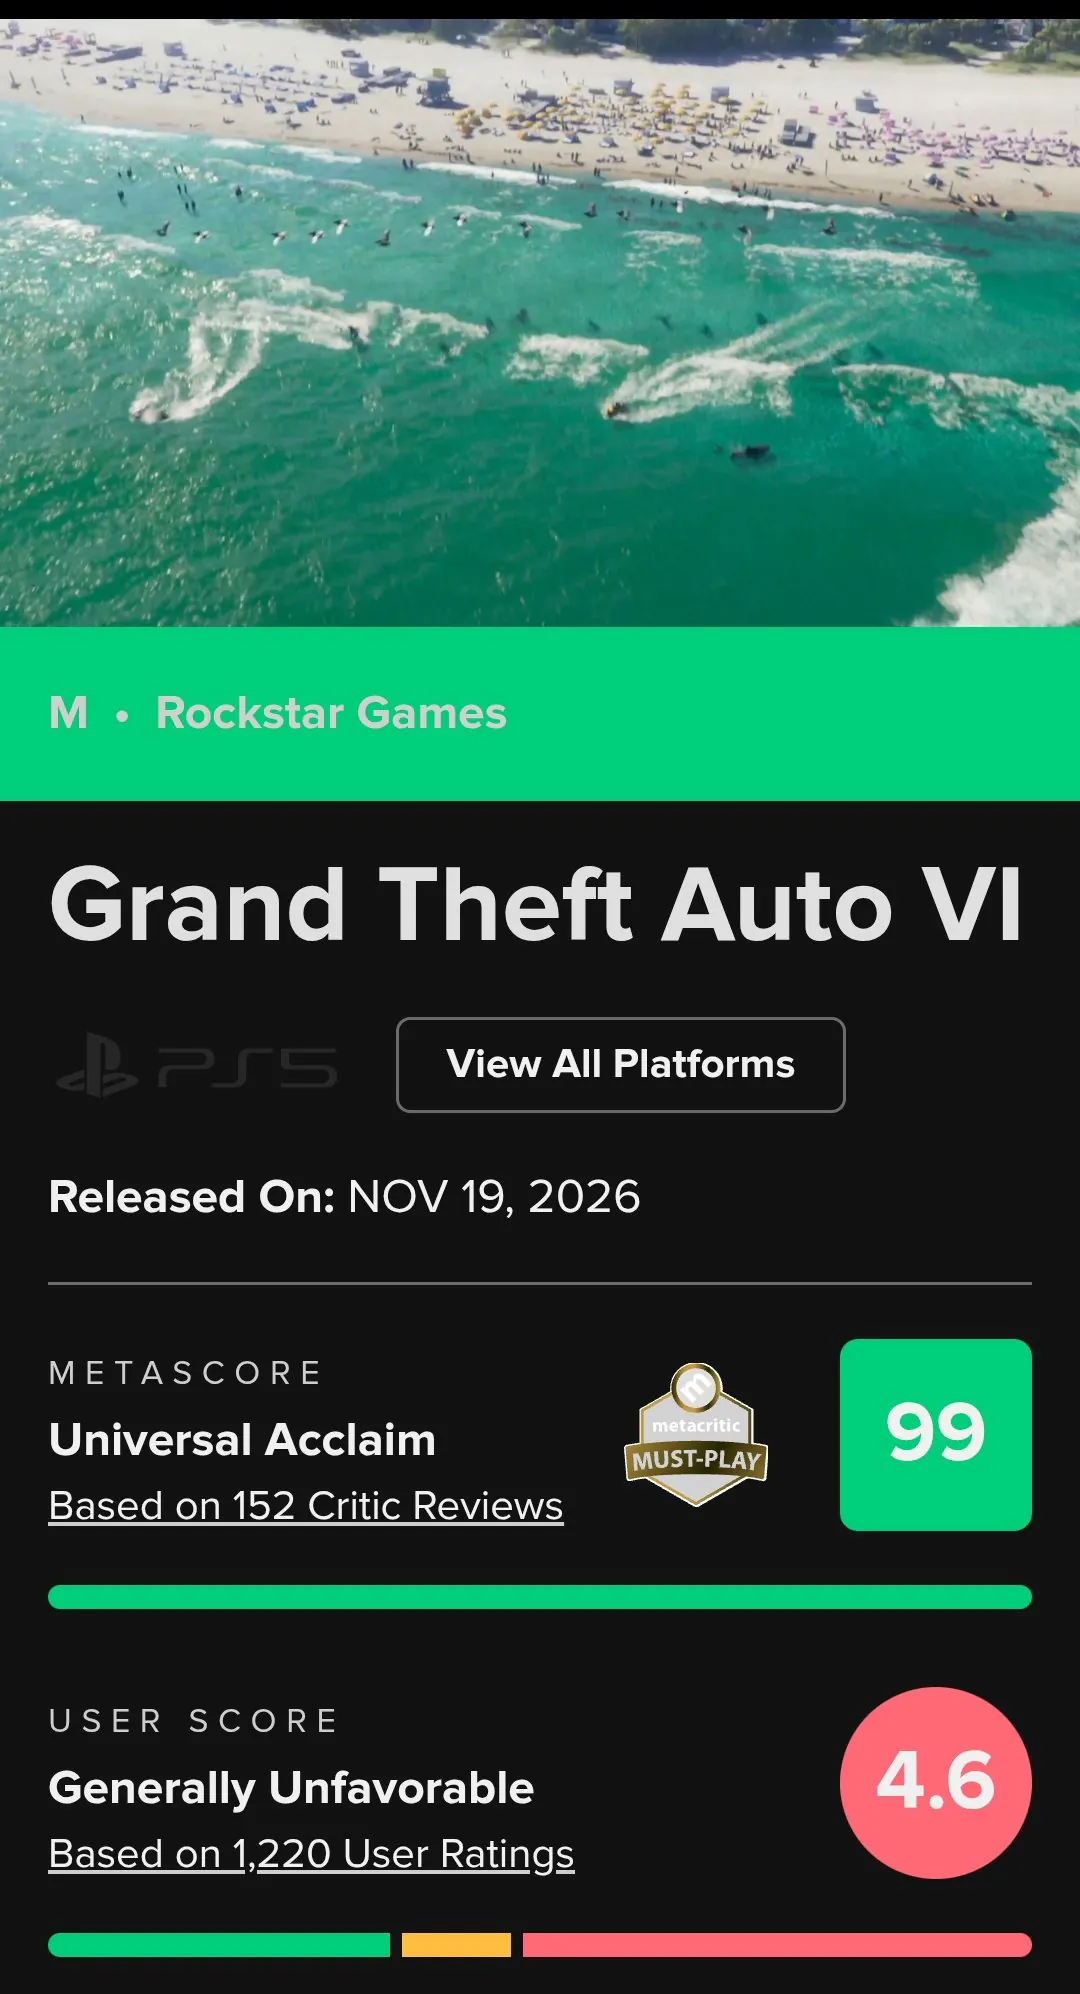 M • Rockstar Games
Grand Theft Auto VI
PS5
View All Platforms
Released On: NOV 19, 2026
METASCORE
Universal Acclaim
Based on 152 Critic Reviews
m
metacritic
MUST-PLAY
99
USER SCORE
Generally Unfavorable
Based on 1,220 User Ratings
4.6